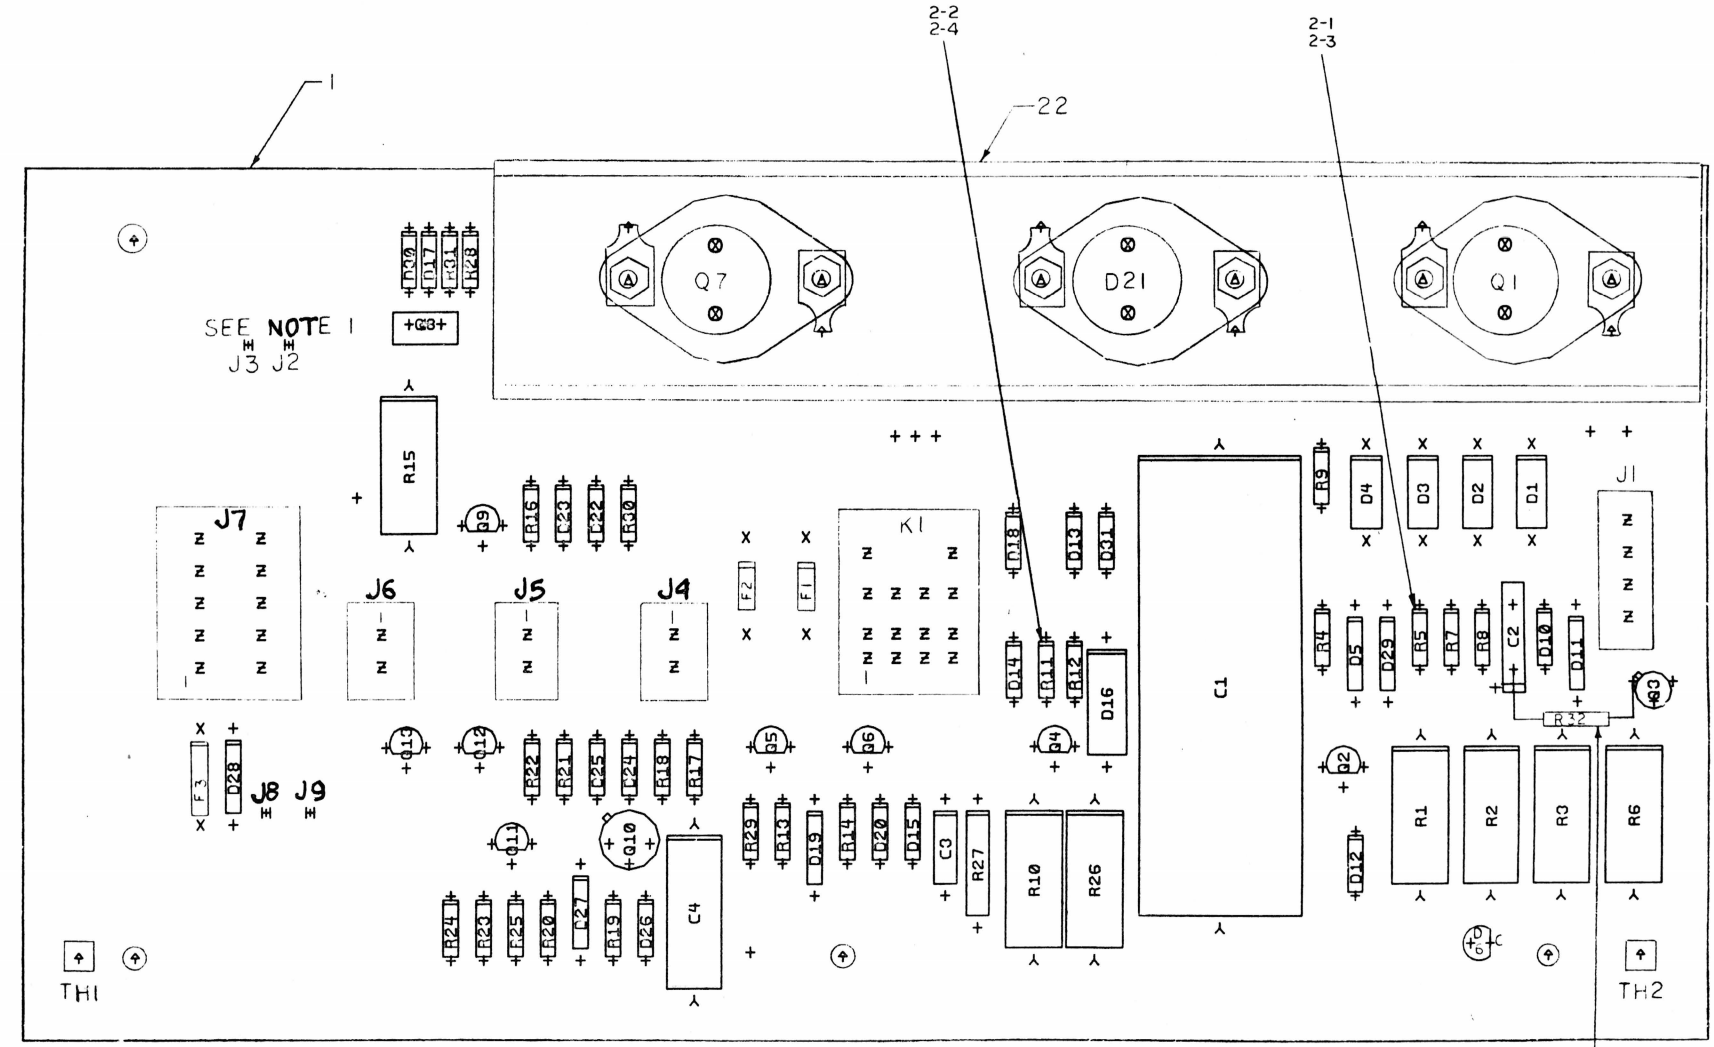 2-2
2-4
2-1
2-3
1
22
D30 D17 R31 R28
Q7 D21 Q1
SEE NOTE 1
J3 J2
R15
R9 D4 D3 D2 D1 J1
J7 Q9 R16 D23 D22 R30 K1 D18 D13 D31
J6 J5 J4 F2 F1
D14 R11 R12 D16 C1 R4 D5 D29 R5 R7 R8 C2 D10 D11
Q3
R32
Q13 Q12 Q5 Q6 Q4 Q2
F3 D28 R22 R21 C25 C24 R18 R17
J8 J9
Q11 Q10 R29 R13 D19 R14 D20 D15 C3 R27 R10 R26 D12 R1 R2 R3 R6
R24 R23 R25 R20 D27 R19 D26 C4
D6 C
TH1 TH2